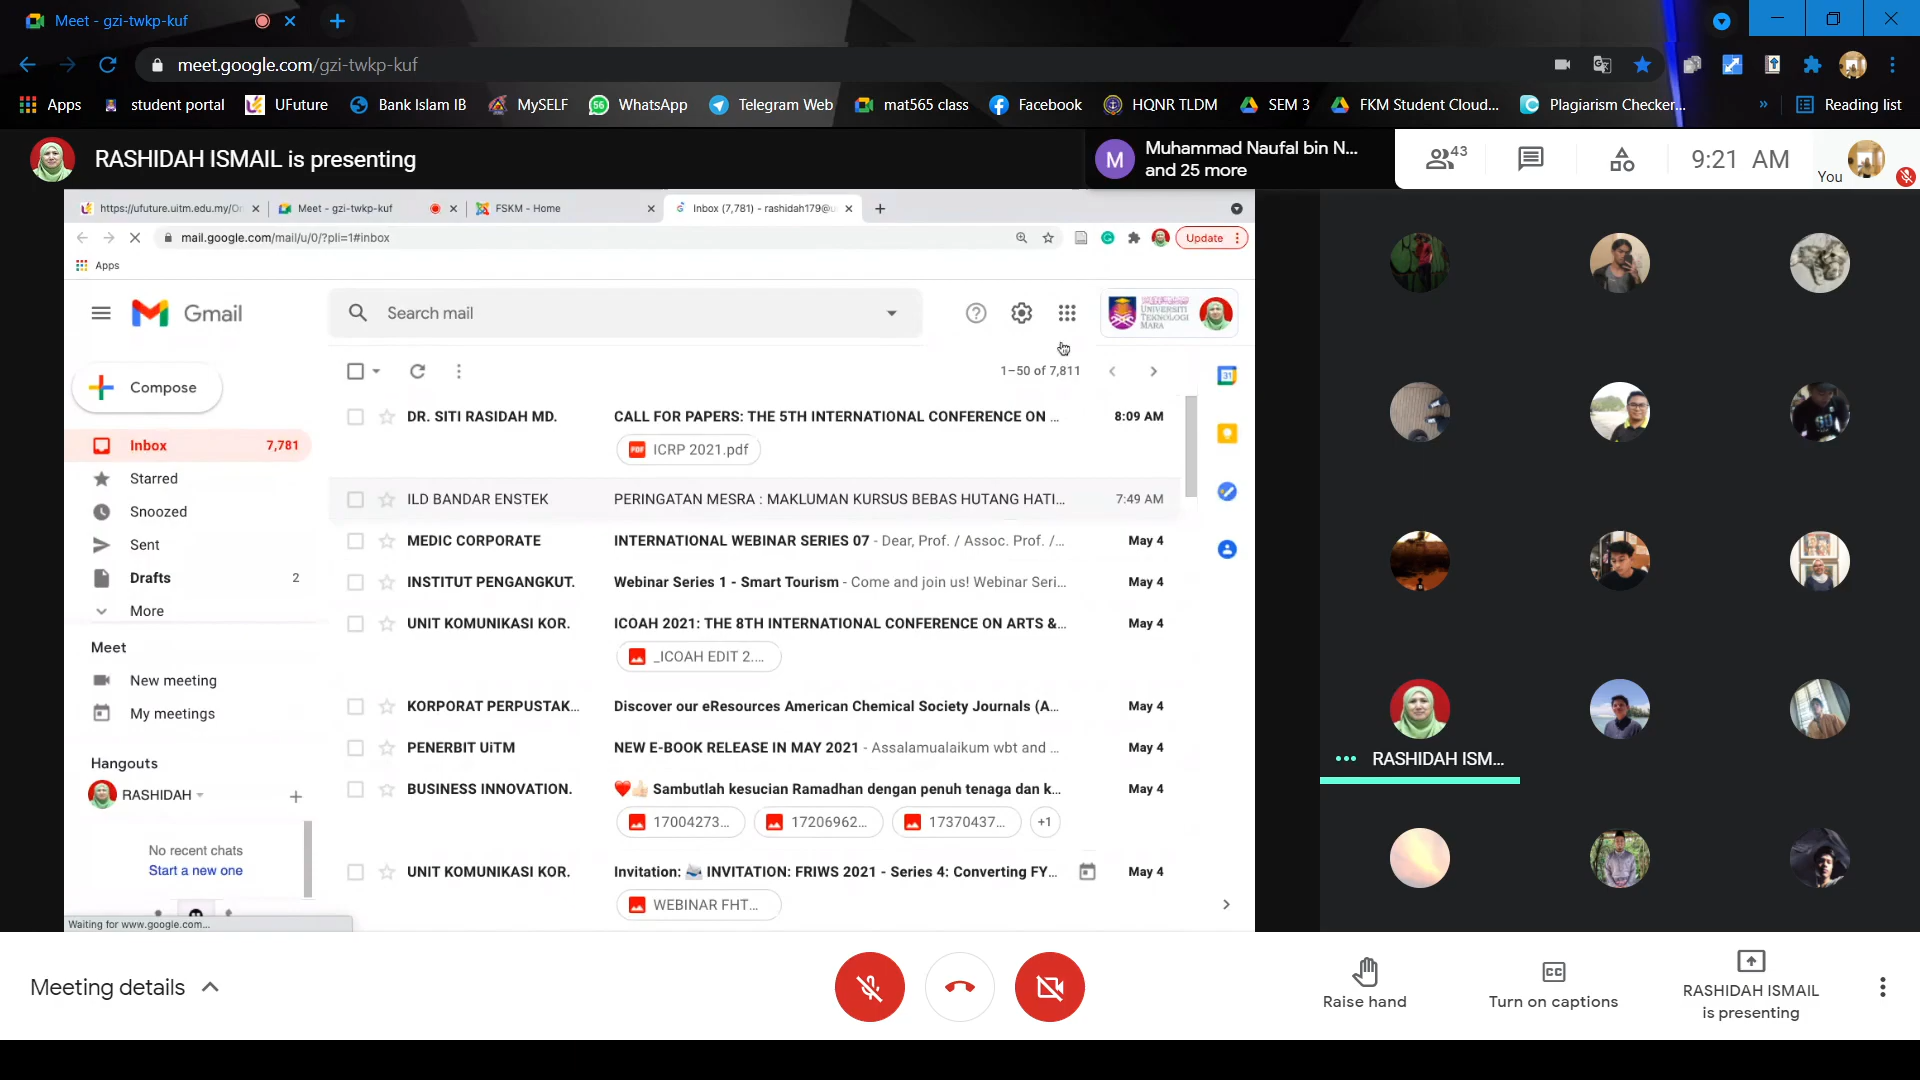 Meet - gzi-twkp-kuf
meet.google.com/gzi-twkp-kuf
Apps student portal UFuture Bank Islam IB MySELF 56 WhatsApp Telegram Web mat565 class Facebook HQNR TLDM SEM 3 FKM Student Cloud... Plagiarism Checker... » Reading list
RASHIDAH ISMAIL is presenting
M Muhammad Naufal bin N...
and 25 more
43
9:21 AM
You
https://ufuture.uitm.edu.my/ Meet - gzi-twkp-kuf FSKM - Home Inbox (7,781) - rashidah179@
mail.google.com/mail/u/0/?pli=1#inbox
Update
Apps
Gmail
Search mail
UNIVERSITI
TEKNOLOGI
MARA
1–50 of 7,811
31
Compose
Inbox 7,781
Starred
Snoozed
Sent
Drafts 2
More
Meet
New meeting
My meetings
Hangouts
RASHIDAH
No recent chats
Start a new one
Waiting for www.google.com...
DR. SITI RASIDAH MD. CALL FOR PAPERS: THE 5TH INTERNATIONAL CONFERENCE ON ... 8:09 AM
PDF ICRP 2021.pdf
ILD BANDAR ENSTEK PERINGATAN MESRA : MAKLUMAN KURSUS BEBAS HUTANG HATI... 7:49 AM
MEDIC CORPORATE INTERNATIONAL WEBINAR SERIES 07 - Dear, Prof. / Assoc. Prof. /... May 4
INSTITUT PENGANGKUT. Webinar Series 1 - Smart Tourism - Come and join us! Webinar Seri... May 4
UNIT KOMUNIKASI KOR. ICOAH 2021: THE 8TH INTERNATIONAL CONFERENCE ON ARTS &... May 4
_ICOAH EDIT 2....
KORPORAT PERPUSTAK... Discover our eResources American Chemical Society Journals (A... May 4
PENERBIT UiTM NEW E-BOOK RELEASE IN MAY 2021 - Assalamualaikum wbt and ... May 4
BUSINESS INNOVATION. ❤️👍🏻 Sambutlah kesucian Ramadhan dengan penuh tenaga dan k... May 4
17004273... 17206962... 17370437... +1
UNIT KOMUNIKASI KOR. Invitation: INVITATION: FRIWS 2021 - Series 4: Converting FY... May 4
WEBINAR FHT...
RASHIDAH ISM...
Meeting details
Raise hand
CC
Turn on captions
RASHIDAH ISMAIL
is presenting